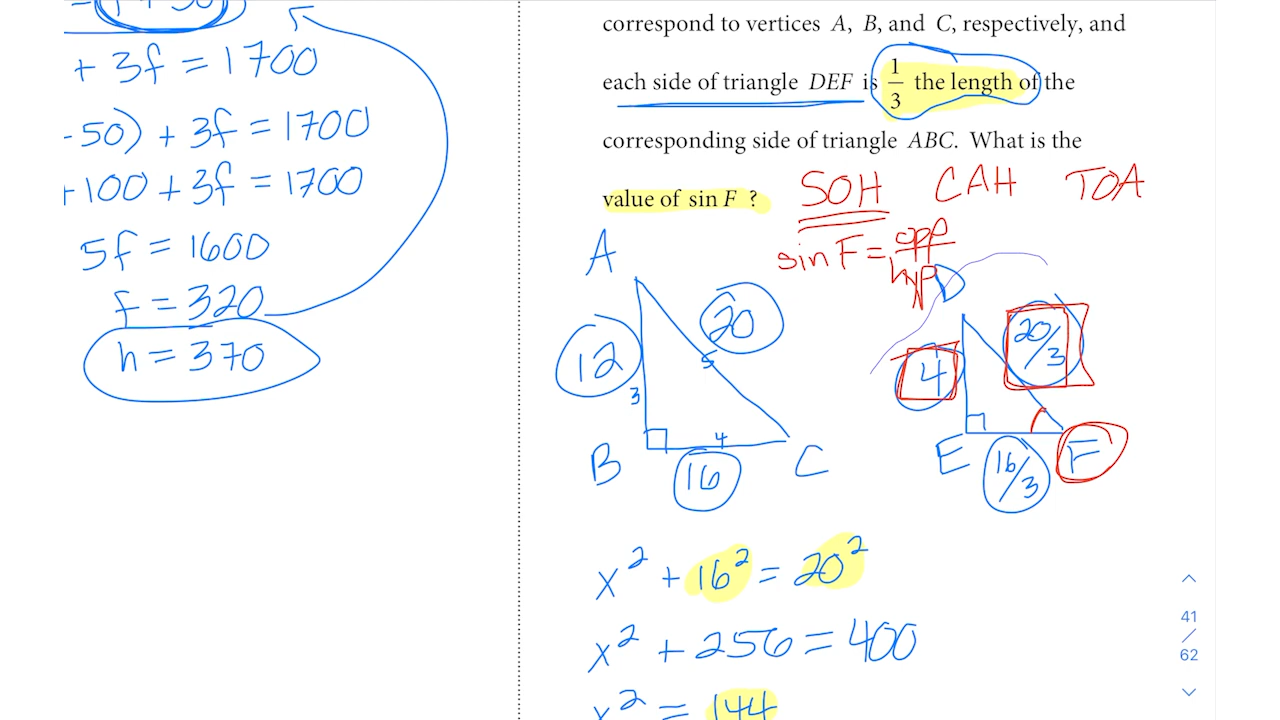 + 3f = 1700
-50) + 3f = 1700
+100 + 3f = 1700
5f = 1600
f = 320
h = 370
correspond to vertices A, B, and C, respectively, and
each side of triangle DEF is 1/3 the length of the
corresponding side of triangle ABC. What is the
value of sin F ?
SOH CAH TOA
sin F = opp/hyp
A
20
12
5
3
4
B
16
C
D
20/3
4
E
16/3
F
x² + 16² = 20²
x² + 256 = 400
x² = 144
41
/
62